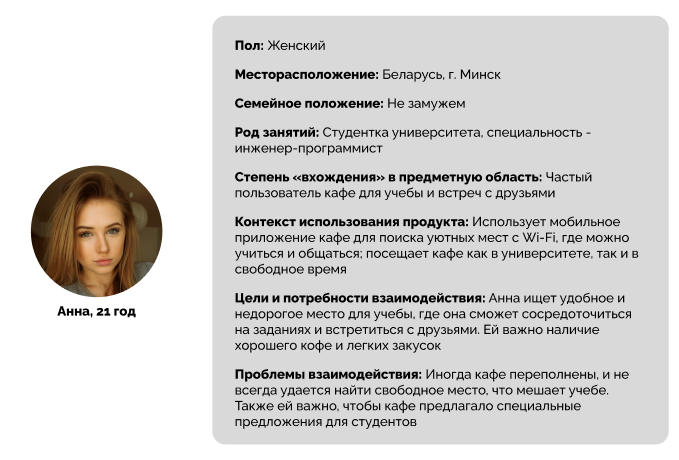 Пол: Женский
Месторасположение: Беларусь, г. Минск
Семейное положение: Не замужем
Род занятий: Студентка университета, специальность -
инженер-программист
Степень «вхождения» в предметную область: Частый
пользователь кафе для учебы и встреч с друзьями
Контекст использования продукта: Использует мобильное
приложение кафе для поиска уютных мест с Wi-Fi, где можно
учиться и общаться; посещает кафе как в университете, так и в
свободное время
Цели и потребности взаимодействия: Анна ищет удобное и
недорогое место для учебы, где она сможет сосредоточиться
на заданиях и встретиться с друзьями. Ей важно наличие
хорошего кофе и легких закусок
Проблемы взаимодействия: Иногда кафе переполнены, и не
всегда удается найти свободное место, что мешает учебе.
Также ей важно, чтобы кафе предлагало специальные
предложения для студентов
Анна, 21 год